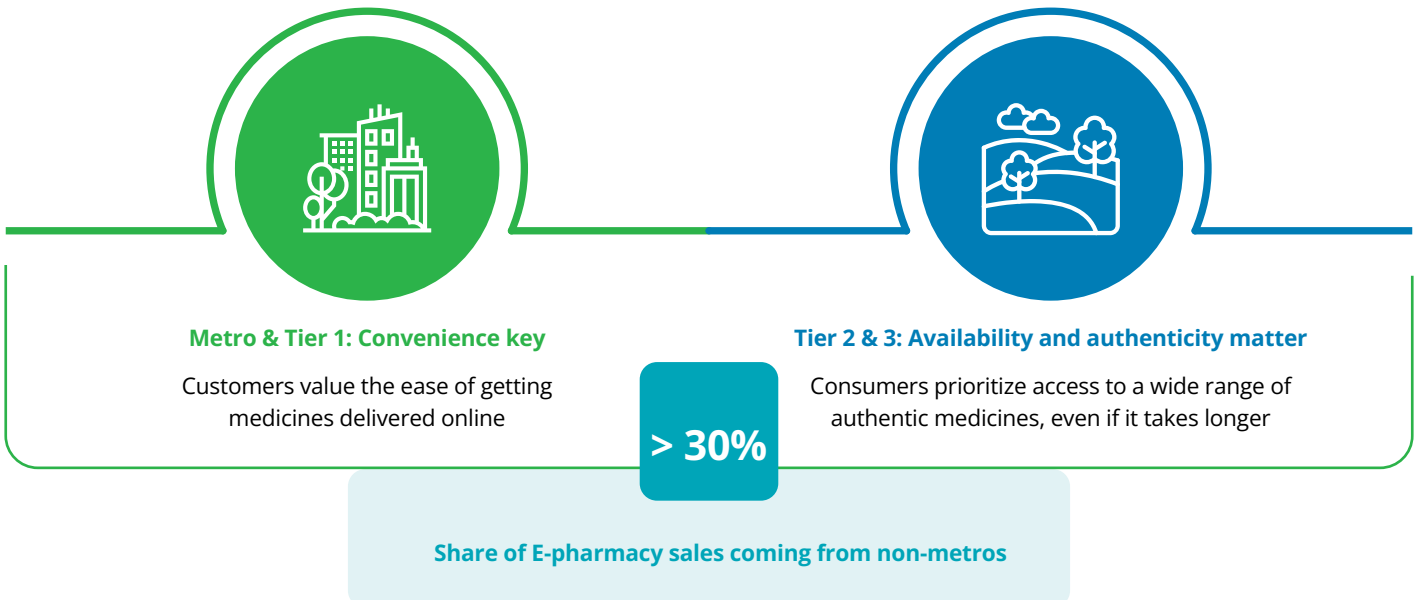 Metro & Tier 1: Convenience key
Customers value the ease of getting
medicines delivered online
Tier 2 & 3: Availability and authenticity matter
Consumers prioritize access to a wide range of
authentic medicines, even if it takes longer
> 30%
Share of E-pharmacy sales coming from non-metros